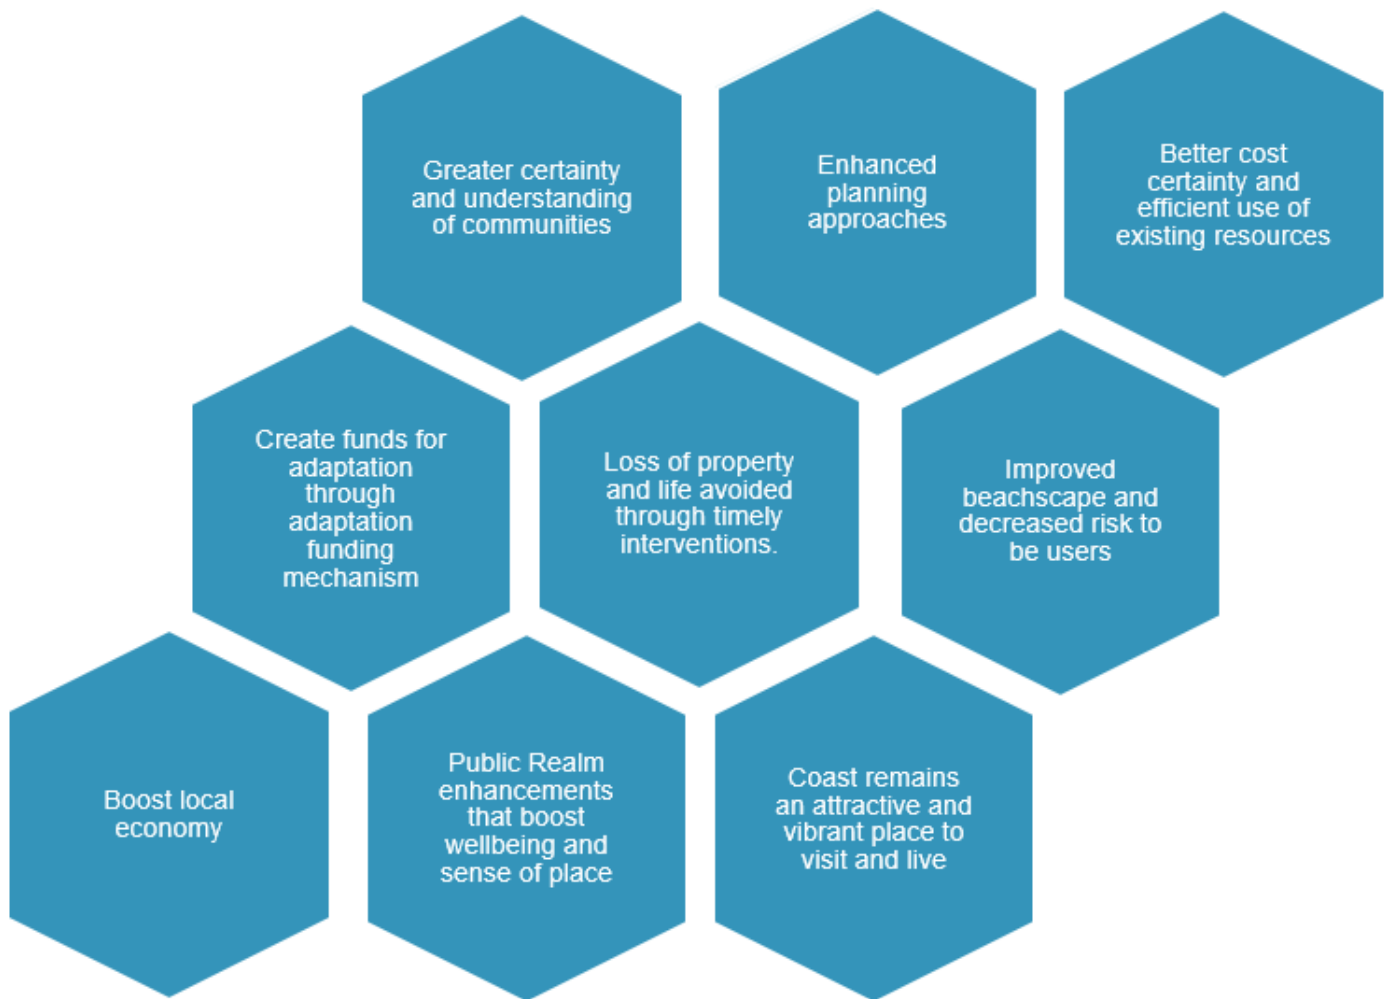 Greater certainty
and understanding
of communities
Enhanced
planning
approaches
Better cost
certainty and
efficient use of
existing resources
Create funds for
adaptation
through
adaptation
funding
mechanism
Loss of property
and life avoided
through timely
interventions.
Improved
beachscape and
decreased risk to
be users
Boost local
economy
Public Realm
enhancements
that boost
wellbeing and
sense of place
Coast remains
an attractive and
vibrant place to
visit and live